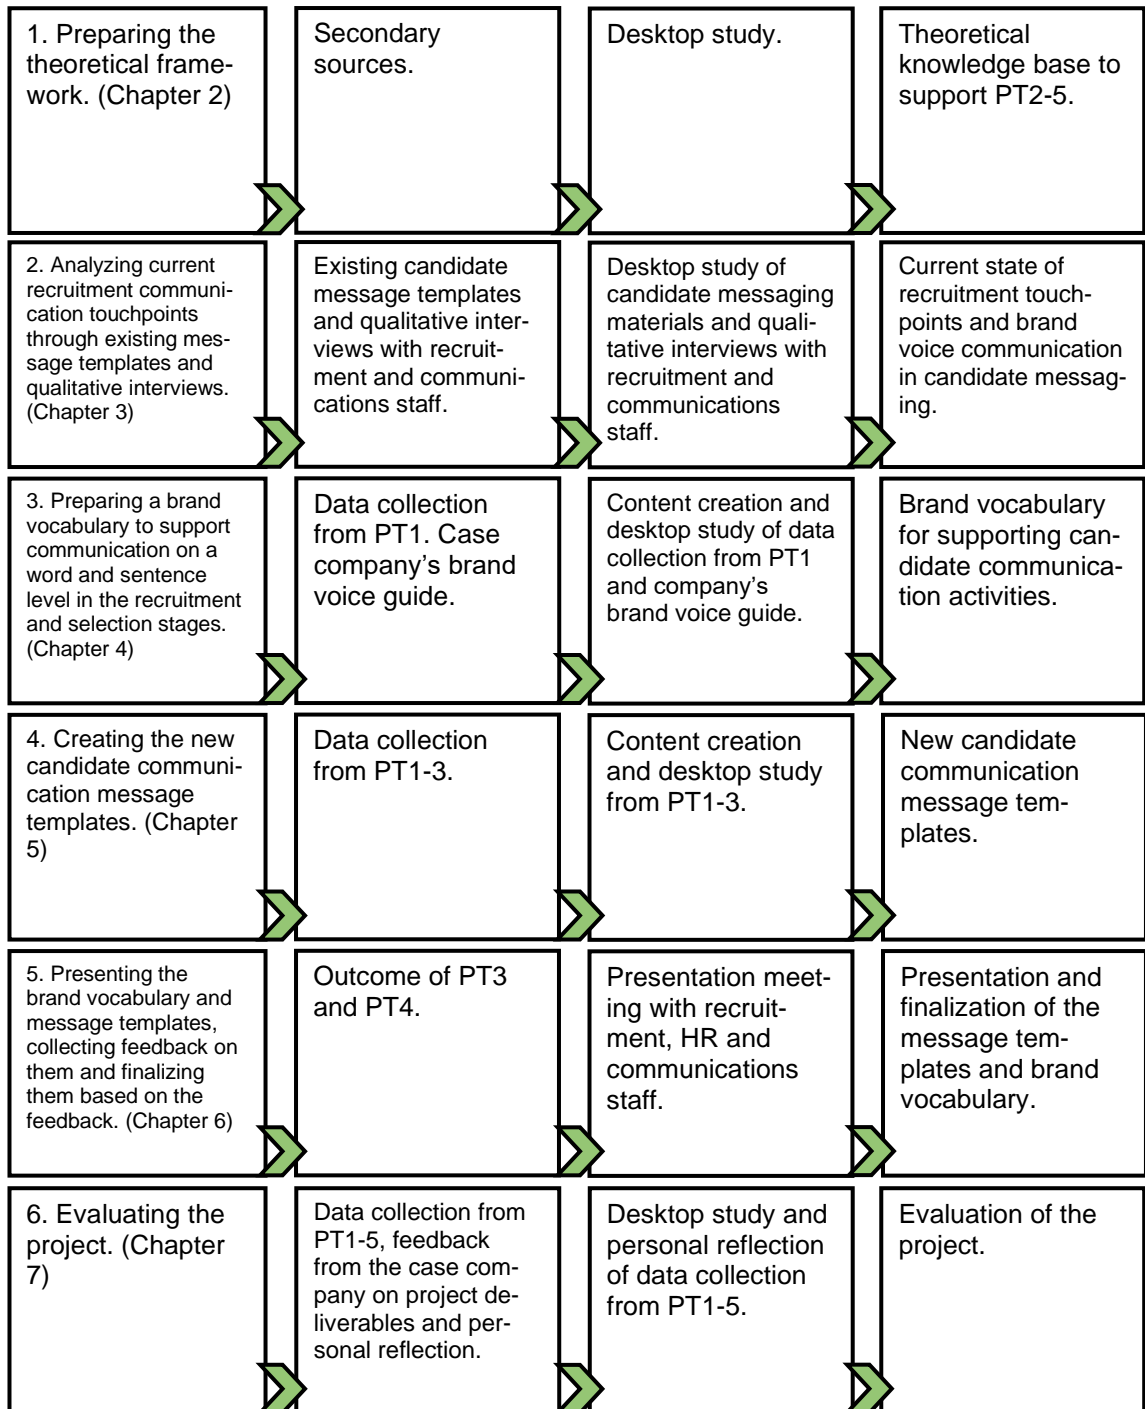 1. Preparing the
theoretical frame-
work. (Chapter 2)
Secondary
sources.
Desktop study.
Theoretical
knowledge base to
support PT2-5.
2. Analyzing current
recruitment communi-
cation touchpoints
through existing mes-
sage templates and
qualitative interviews.
(Chapter 3)
Existing candidate
message templates
and qualitative inter-
views with recruit-
ment and communi-
cations staff.
Desktop study of
candidate messaging
materials and quali-
tative interviews with
recruitment and
communications
staff.
Current state of
recruitment touch-
points and brand
voice communication
in candidate messag-
ing.
3. Preparing a brand
vocabulary to support
communication on a
word and sentence
level in the recruitment
and selection stages.
(Chapter 4)
Data collection
from PT1. Case
company’s brand
voice guide.
Content creation and
desktop study of data
collection from PT1
and company’s
brand voice guide.
Brand vocabulary
for supporting can-
didate communica-
tion activities.
4. Creating the new
candidate communi-
cation message
templates. (Chapter
5)
Data collection
from PT1-3.
Content creation
and desktop study
from PT1-3.
New candidate
communication
message tem-
plates.
5. Presenting the
brand vocabulary and
message templates,
collecting feedback on
them and finalizing
them based on the
feedback. (Chapter 6)
Outcome of PT3
and PT4.
Presentation meet-
ing with recruit-
ment, HR and
communications
staff.
Presentation and
finalization of the
message tem-
plates and brand
vocabulary.
6. Evaluating the
project. (Chapter
7)
Data collection from
PT1-5, feedback
from the case com-
pany on project de-
liverables and per-
sonal reflection.
Desktop study and
personal reflection
of data collection
from PT1-5.
Evaluation of the
project.